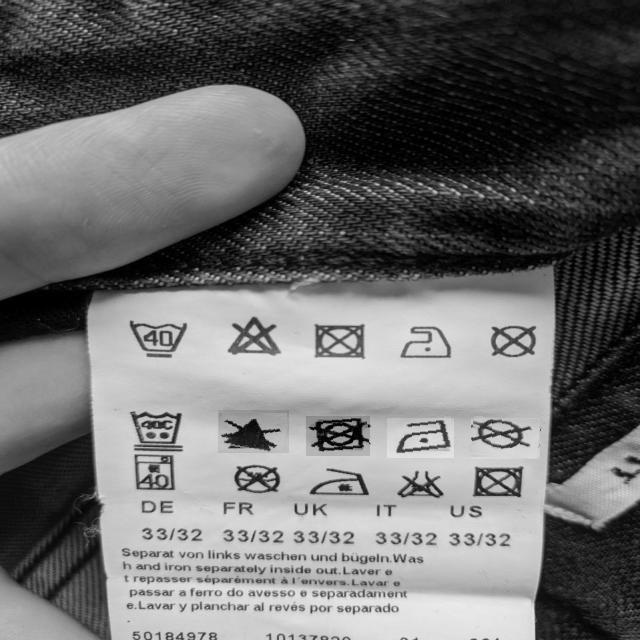 40
40C
40
DE FR UK IT US
33/32 33/32 33/32 33/32 33/32
Separat von links waschen und bügeln.Was
h and iron separately inside out.Laver e
t repasser séparément à l'envers.Lavar e
passar a ferro do avesso e separadament
e.Lavar y planchar al revés por separado
50184978